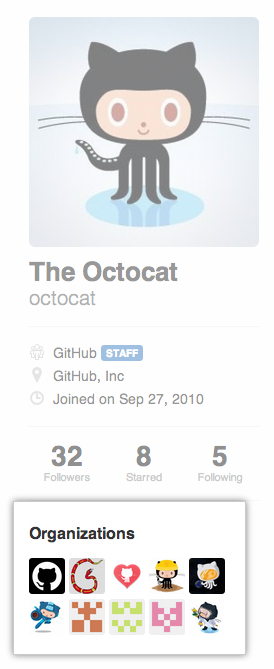 The Octocat
octocat
GitHub STAFF
GitHub, Inc
Joined on Sep 27, 2010
32 8 5
Followers Starred Following
Organizations